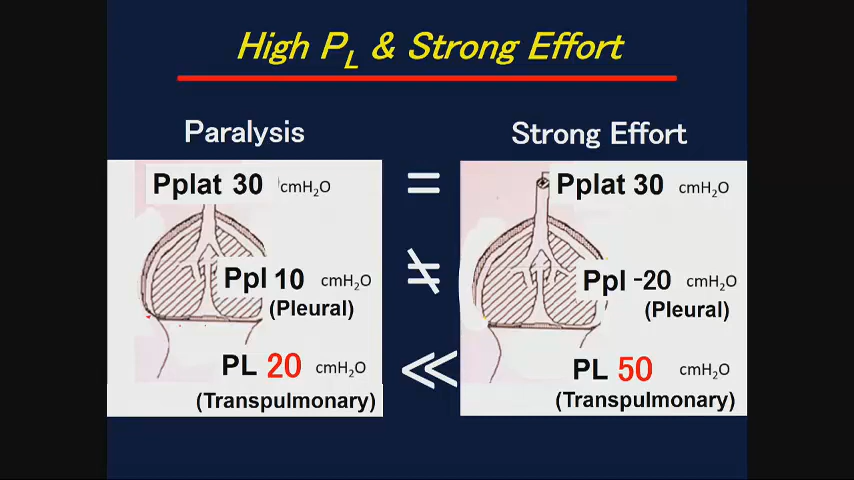 High PL & Strong Effort
Paralysis
Strong Effort
Pplat 30 cmH2O
=
Pplat 30 cmH2O
Ppl 10 cmH2O
(Pleural)
≠
Ppl -20 cmH2O
(Pleural)
PL 20 cmH2O
(Transpulmonary)
≪
PL 50 cmH2O
(Transpulmonary)